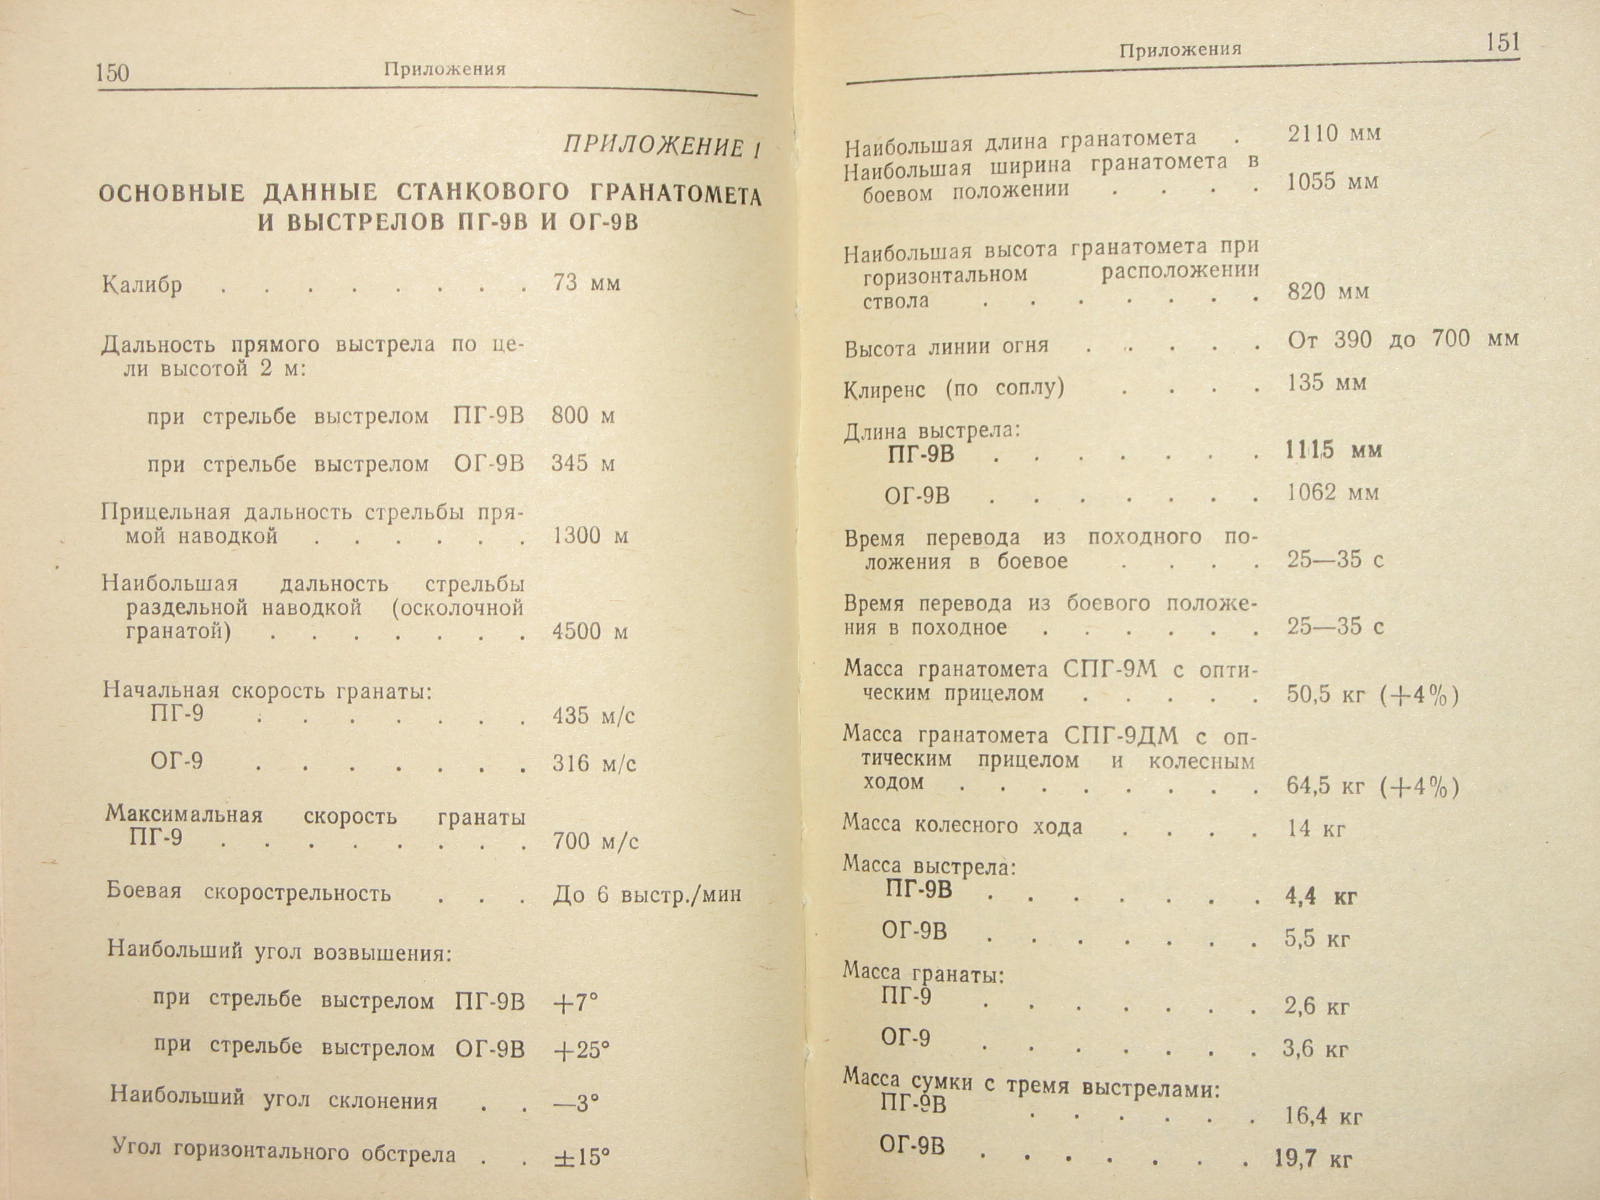 150
Приложения
ПРИЛОЖЕНИЕ 1
ОСНОВНЫЕ ДАННЫЕ СТАНКОВОГО ГРАНАТОМЕТА
И ВЫСТРЕЛОВ ПГ-9В И ОГ-9В
Калибр . . . . . . . . 73 мм
Дальность прямого выстрела по це-
ли высотой 2 м:
при стрельбе выстрелом ПГ-9В 800 м
при стрельбе выстрелом ОГ-9В 345 м
Прицельная дальность стрельбы пря-
мой наводкой . . . . . . 1300 м
Наибольшая дальность стрельбы
раздельной наводкой (осколочной
гранатой) . . . . . . . 4500 м
Начальная скорость гранаты:
ПГ-9 . . . . . . . 435 м/с
ОГ-9 . . . . . . . 316 м/с
Максимальная скорость гранаты
ПГ-9 . . . . . . . . 700 м/с
Боевая скорострельность . . . До 6 выстр./мин
Наибольший угол возвышения:
при стрельбе выстрелом ПГ-9В +7°
при стрельбе выстрелом ОГ-9В +25°
Наибольший угол склонения . . —3°
Угол горизонтального обстрела . . ±15°
Приложения
151
Наибольшая длина гранатомета . 2110 мм
Наибольшая ширина гранатомета в
боевом положении . . . . 1055 мм
Наибольшая высота гранатомета при
горизонтальном расположении
ствола . . . . . . . 820 мм
Высота линии огня . . . . . От 390 до 700 мм
Клиренс (по соплу) . . . . 135 мм
Длина выстрела:
ПГ-9В . . . . . . . 1115 мм
ОГ-9В . . . . . . . 1062 мм
Время перевода из походного по-
ложения в боевое . . . . 25—35 с
Время перевода из боевого положе-
ния в походное . . . . . . 25—35 с
Масса гранатомета СПГ-9М с опти-
ческим прицелом . . . . . 50,5 кг (+4%)
Масса гранатомета СПГ-9ДМ с оп-
тическим прицелом и колесным
ходом . . . . . . . . 64,5 кг (+4%)
Масса колесного хода . . . . 14 кг
Масса выстрела:
ПГ-9В . . . . . . . 4,4 кг
ОГ-9В . . . . . . . 5,5 кг
Масса гранаты:
ПГ-9 . . . . . . . 2,6 кг
ОГ-9 . . . . . . . 3,6 кг
Масса сумки с тремя выстрелами:
ПГ-9В . . . . . . 16,4 кг
ОГ-9В . . . . . . . 19,7 кг